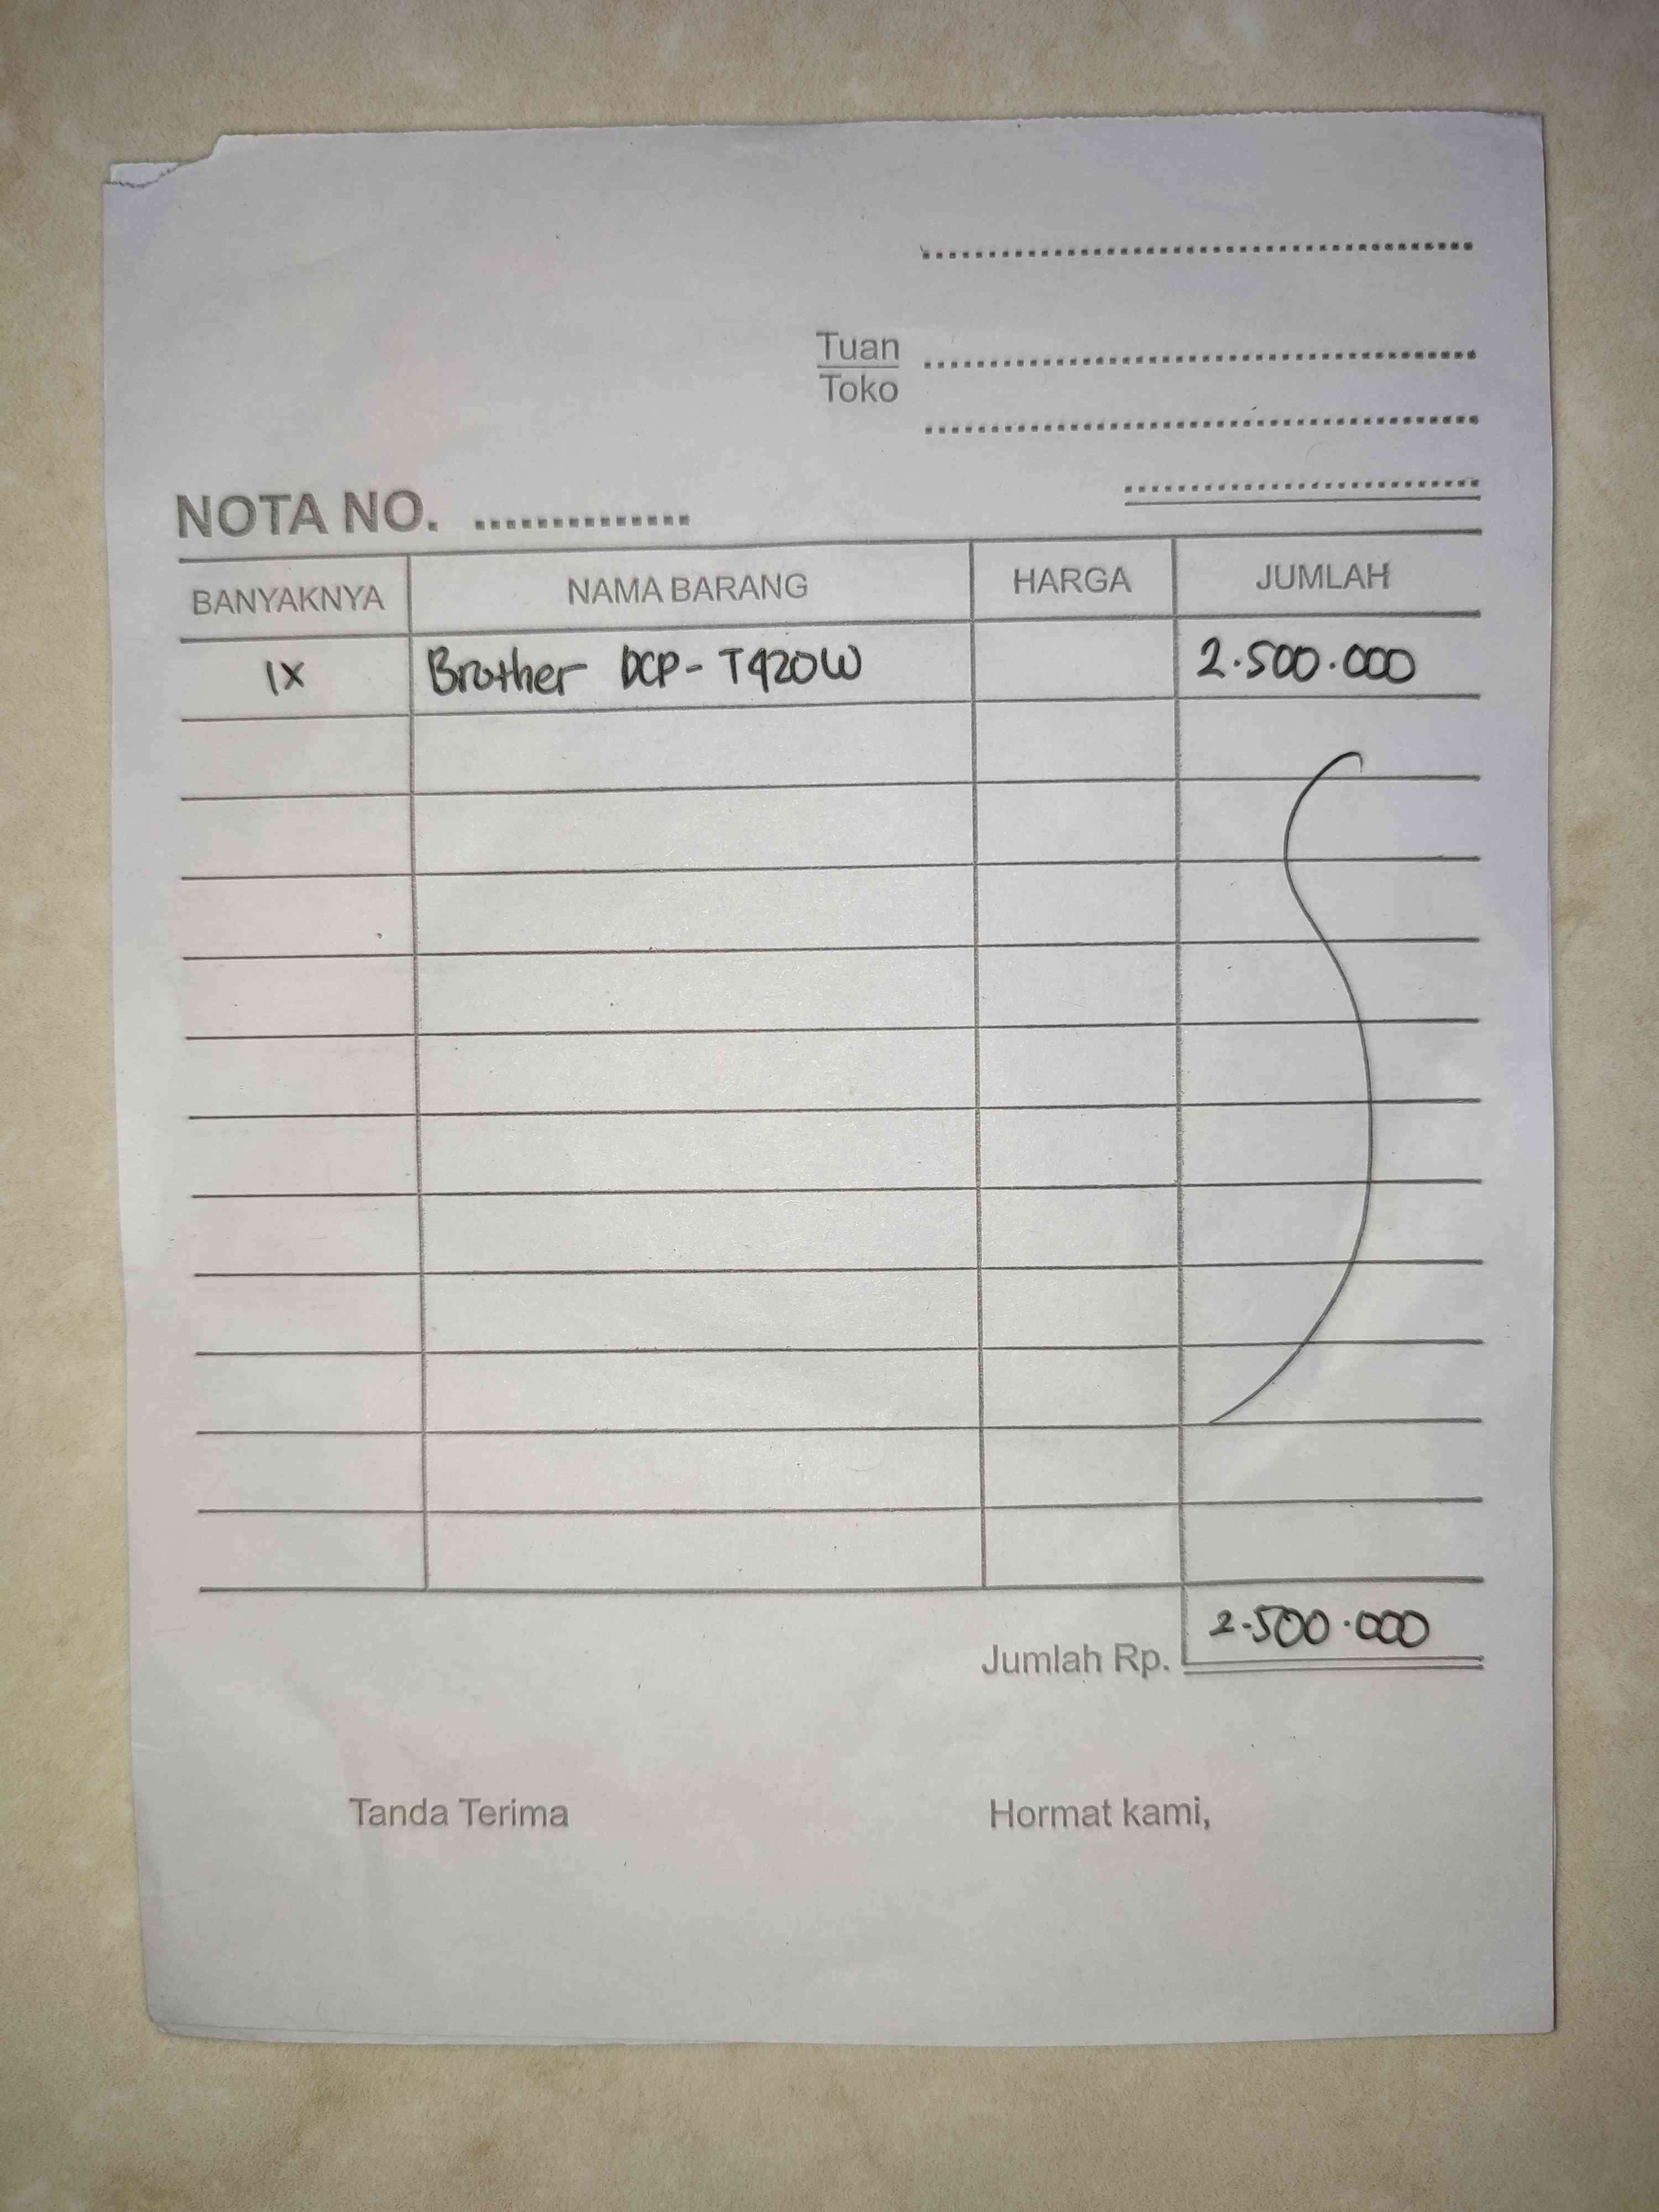 Tuan
Toko
NOTA NO. ..............
BANYAKNYA NAMA BARANG HARGA JUMLAH
1X Brother DCP-T420W 2.500.000
Jumlah Rp. 2.500.000
Tanda Terima Hormat kami,